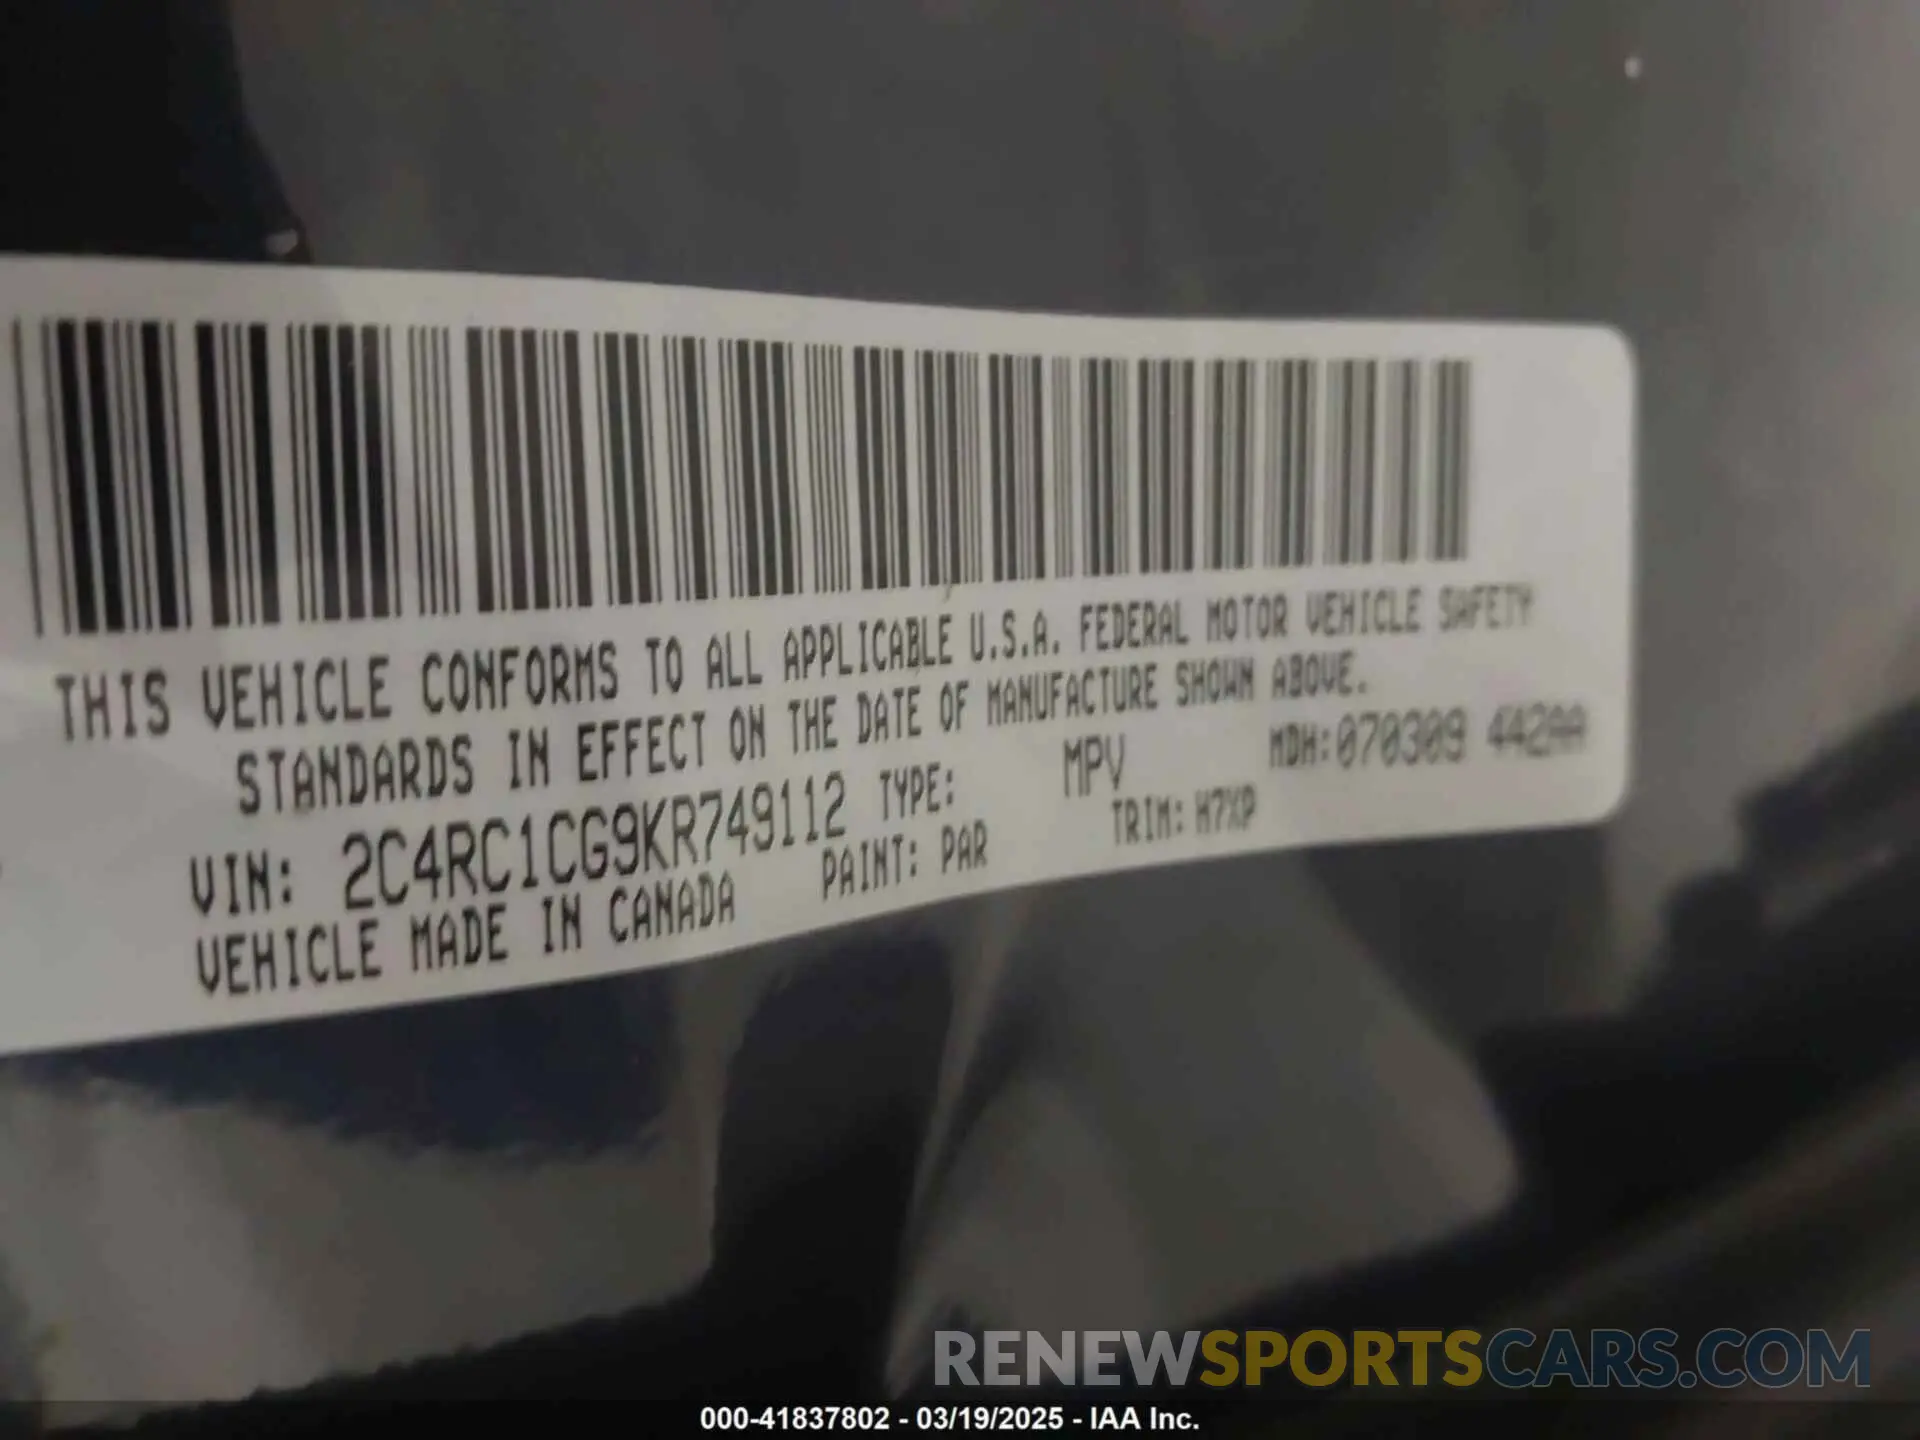 THIS VEHICLE CONFORMS TO ALL APPLICABLE U.S.A. FEDERAL MOTOR VEHICLE SAFETY
STANDARDS IN EFFECT ON THE DATE OF MANUFACTURE SHOWN ABOVE.
VIN: 2C4RC1CG9KR749112 TYPE: MPV MDH:070309 442AA
VEHICLE MADE IN CANADA PAINT: PAR TRIM: H7XP
RENEWSPORTSCARS.COM
000-41837802 - 03/19/2025 - IAA Inc.